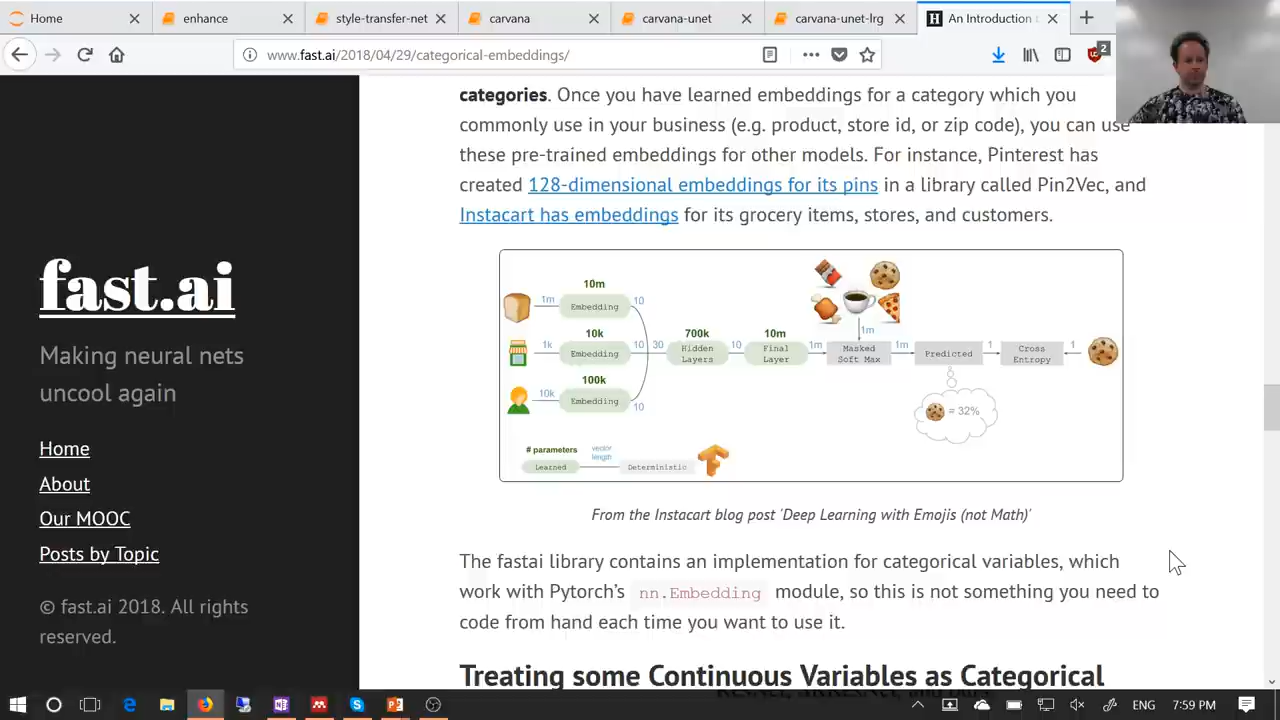 Home
enhance
style-transfer-net
carvana
carvana-unet
carvana-unet-lrg
An Introduction
www.fast.ai/2018/04/29/categorical-embeddings/
2
categories. Once you have learned embeddings for a category which you
commonly use in your business (e.g. product, store id, or zip code), you can use
these pre-trained embeddings for other models. For instance, Pinterest has
created 128-dimensional embeddings for its pins in a library called Pin2Vec, and
Instacart has embeddings for its grocery items, stores, and customers.
fast.ai
Making neural nets
uncool again
Home
About
Our MOOC
Posts by Topic
© fast.ai 2018. All rights
reserved.
10m
1m Embedding 10
10k
1k Embedding 10 30
100k
10k Embedding 10
700k
Hidden
Layers
10
10m
Final
Layer
1m
1m
Masked
Soft Max
1m
Predicted
1
Cross
Entropy
1
= 32%
# parameters
vector
length
Learned
Deterministic
From the Instacart blog post 'Deep Learning with Emojis (not Math)'
The fastai library contains an implementation for categorical variables, which
work with Pytorch's nn.Embedding module, so this is not something you need to
code from hand each time you want to use it.
Treating some Continuous Variables as Categorical
ENG
7:59 PM